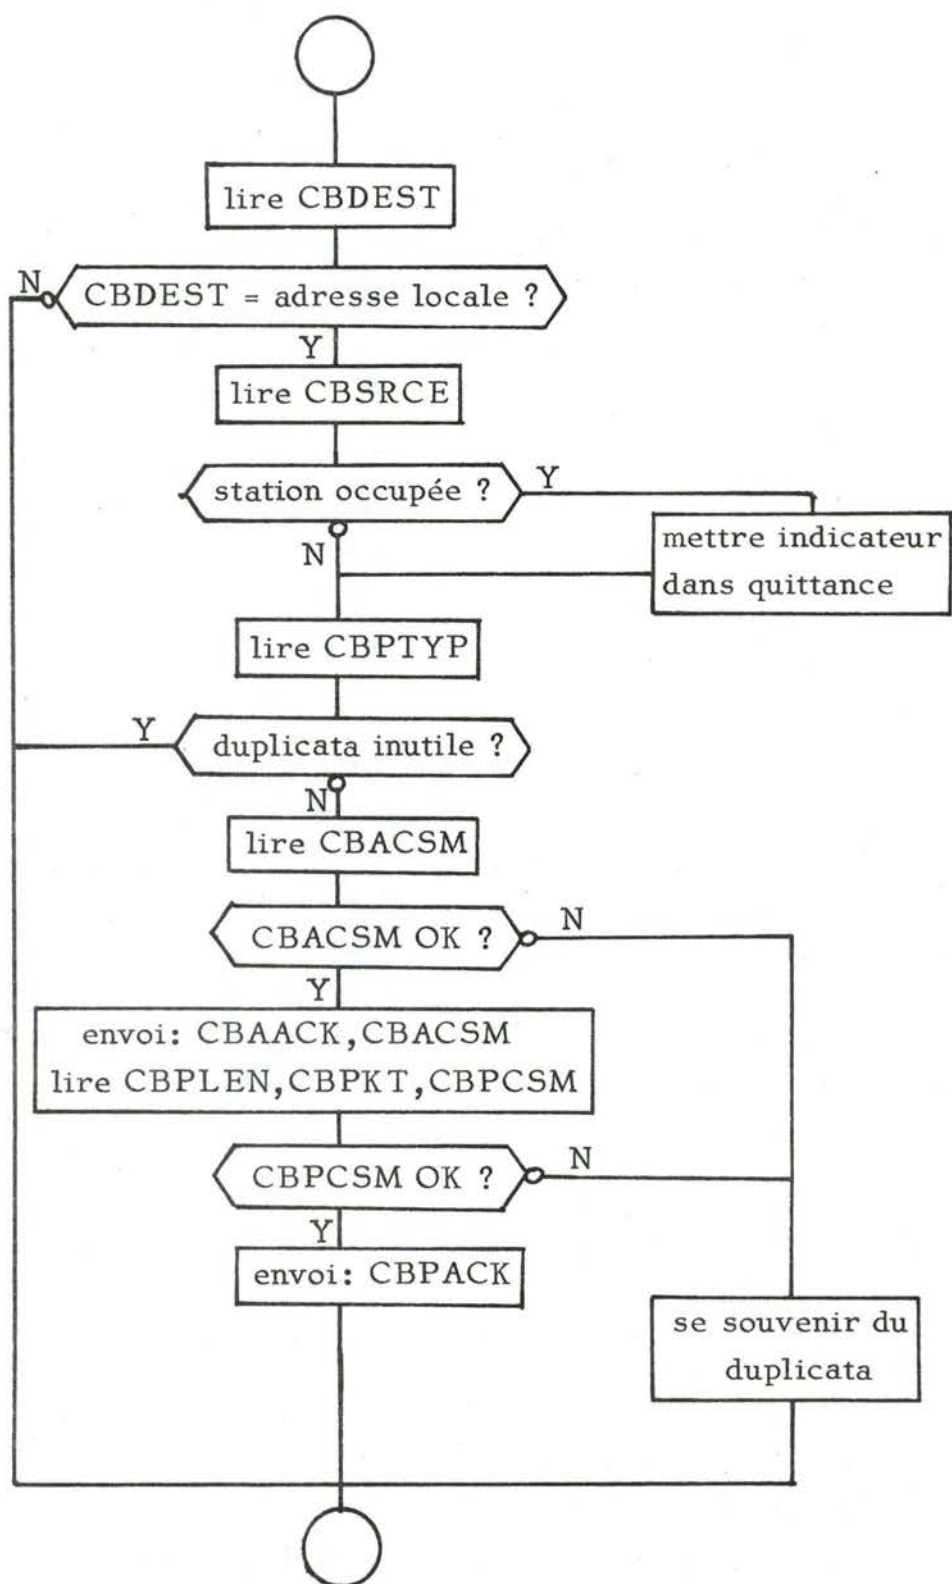 lire CBDEST
N
CBDEST = adresse locale ?
Y
lire CBSRCE
station occupée ?
Y
N
mettre indicateur
dans quittance
lire CBPTYP
Y
duplicata inutile ?
N
lire CBACSM
CBACSM OK ?
N
Y
envoi: CBAACK,CBACSM
lire CBPLEN,CBPKT,CBPCSM
CBPCSM OK ?
N
Y
envoi: CBPACK
se souvenir du
duplicata